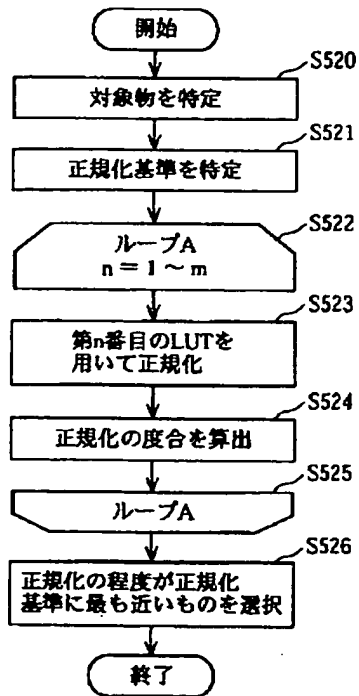 開始
S520
対象物を特定
S521
正規化基準を特定
S522
ループA
n = 1 ~ m
S523
第n番目のLUTを
用いて正規化
S524
正規化の度合を算出
S525
ループA
S526
正規化の程度が正規化
基準に最も近いものを選択
終了